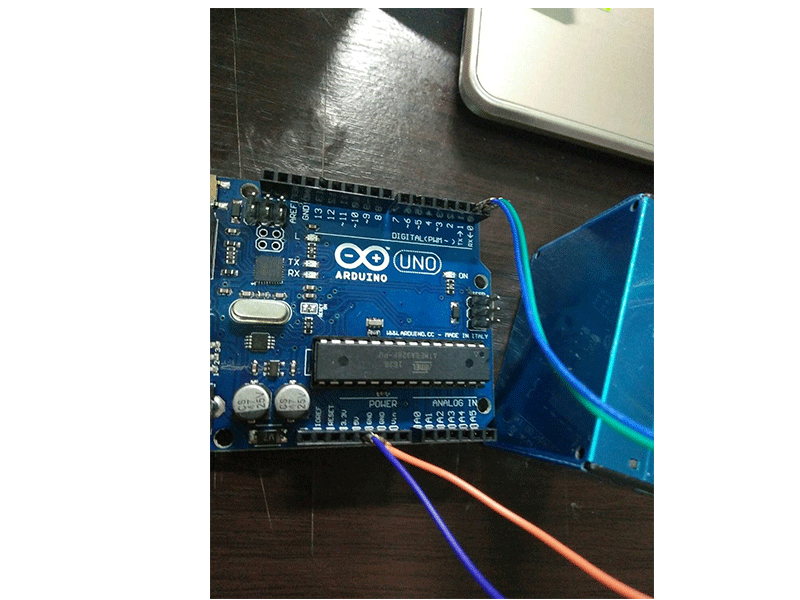 AREF
GND
13
12
~11
~10
~9
8
7
~6
~5
4
~3
2
TX→1
RX←0
L
DIGITAL(PWM~)
TX
RX
UNO
ARDUINO
ON
WWW.ARDUINO.CC - MADE IN ITALY
ATMEL
POWER
ANALOG IN
IOREF
RESET
3.3V
5V
GND
GND
Vin
A0
A1
A2
A3
A4
A5